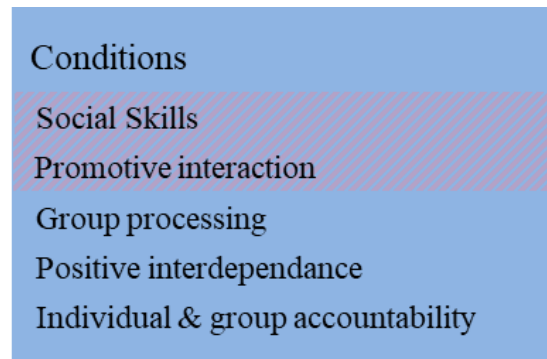 Conditions
Social Skills
Promotive interaction
Group processing
Positive interdependance
Individual & group accountability